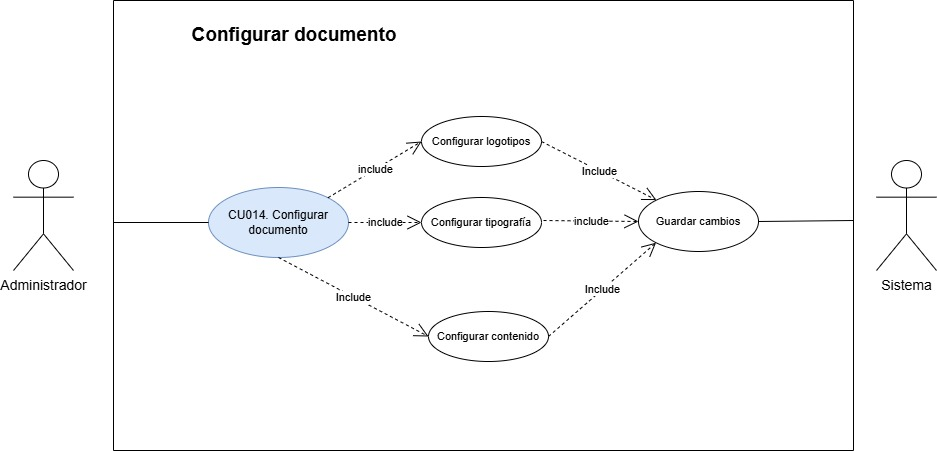 Configurar documento
Configurar logotipos
include
Include
CU014. Configurar
documento
include
Configurar tipografía
include
Guardar cambios
Administrador
Sistema
Include
Include
Configurar contenido